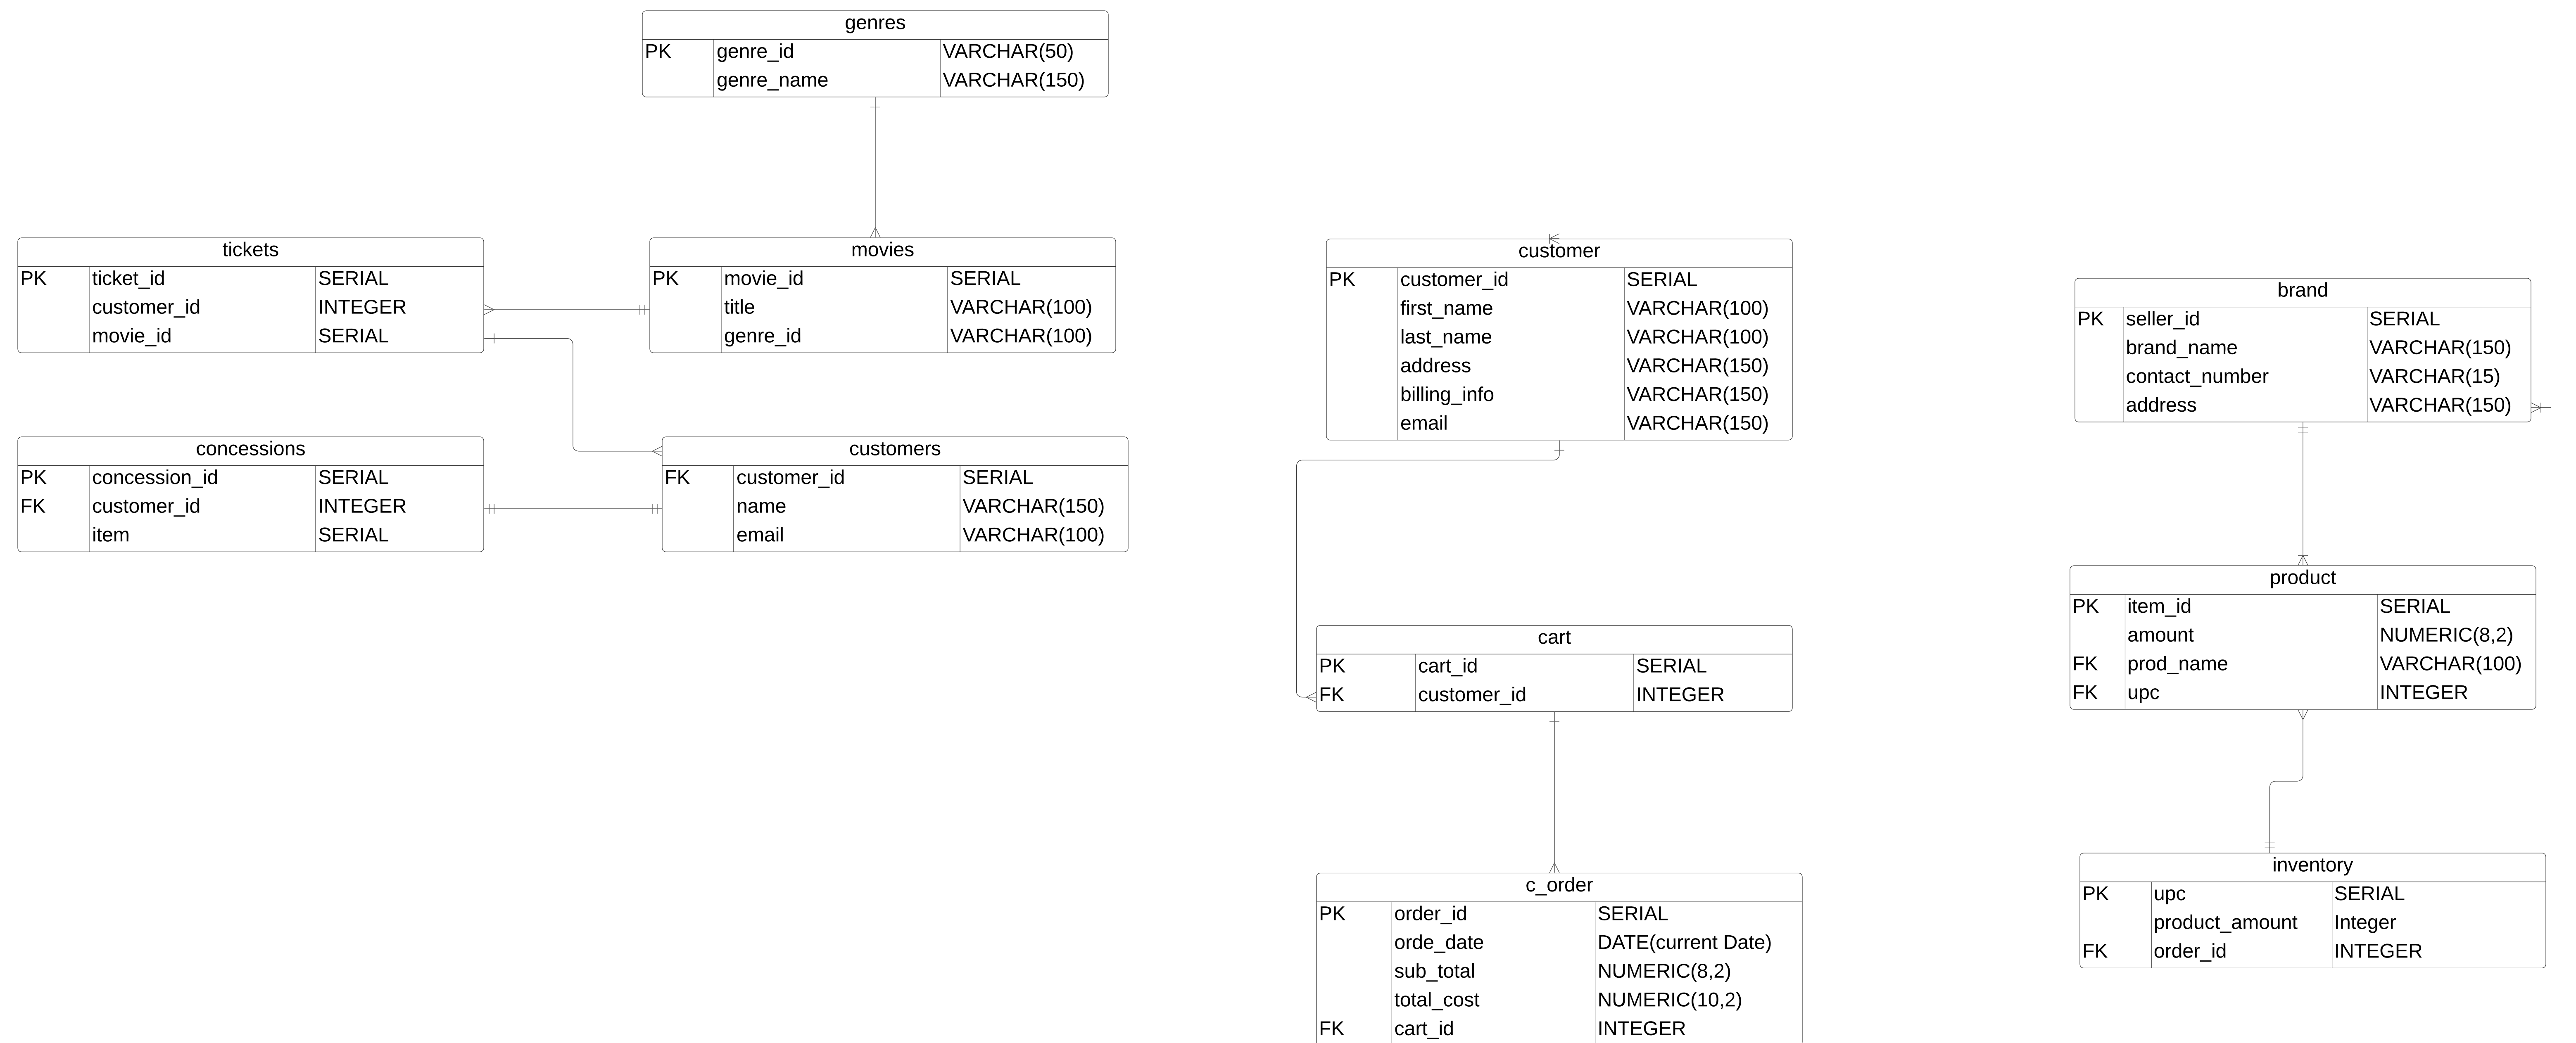 genres
PK genre_id VARCHAR(50)
genre_name VARCHAR(150)
tickets
PK ticket_id SERIAL
customer_id INTEGER
movie_id SERIAL
movies
PK movie_id SERIAL
title VARCHAR(100)
genre_id VARCHAR(100)
concessions
PK concession_id SERIAL
FK customer_id INTEGER
item SERIAL
customers
FK customer_id SERIAL
name VARCHAR(150)
email VARCHAR(100)
customer
PK customer_id SERIAL
first_name VARCHAR(100)
last_name VARCHAR(100)
address VARCHAR(150)
billing_info VARCHAR(150)
email VARCHAR(150)
cart
PK cart_id SERIAL
FK customer_id INTEGER
c_order
PK order_id SERIAL
orde_date DATE(current Date)
sub_total NUMERIC(8,2)
total_cost NUMERIC(10,2)
FK cart_id INTEGER
brand
PK seller_id SERIAL
brand_name VARCHAR(150)
contact_number VARCHAR(15)
address VARCHAR(150)
product
PK item_id SERIAL
amount NUMERIC(8,2)
FK prod_name VARCHAR(100)
FK upc INTEGER
inventory
PK upc SERIAL
product_amount Integer
FK order_id INTEGER